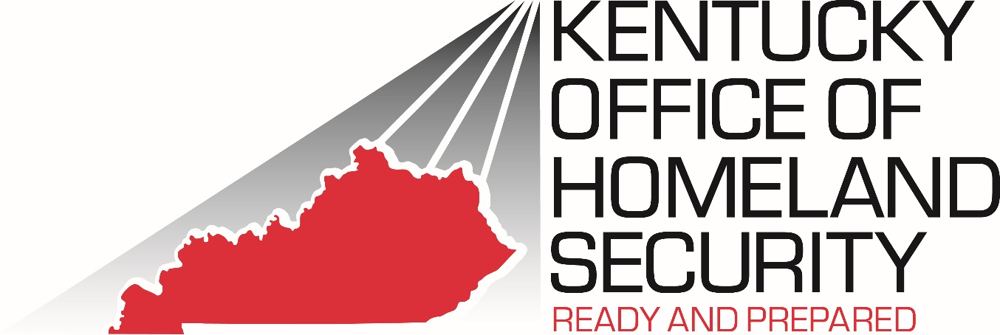 KENTUCKY
OFFICE OF
HOMELAND
SECURITY
READY AND PREPARED